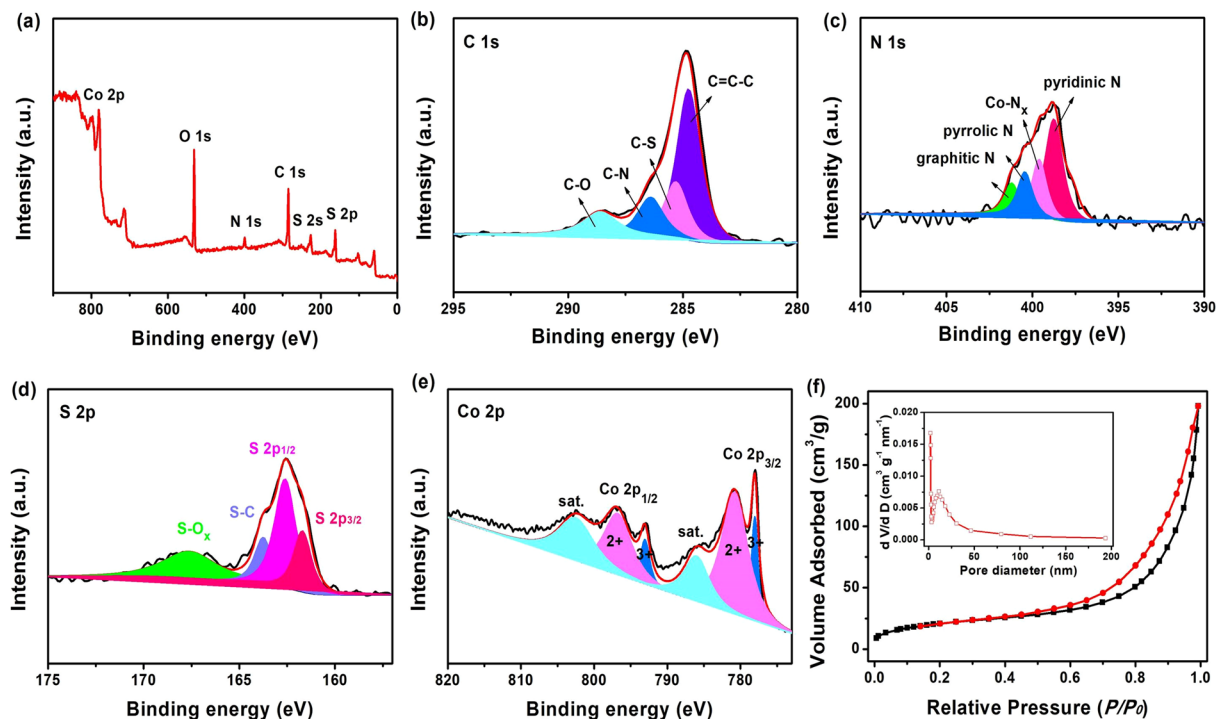 (a)
Co 2p
O 1s
N 1s
C 1s
S 2s
S 2p
Intensity (a.u.)
800 600 400 200 0
Binding energy (eV)
(b)
C 1s
C=C-C
C-S
C-N
C-O
Intensity (a.u.)
295 290 285 280
Binding energy (eV)
(c)
N 1s
pyridinic N
Co-Nx
pyrrolic N
graphitic N
Intensity (a.u.)
410 405 400 395 390
Binding energy (eV)
(d)
S 2p
S 2p1/2
S-C
S 2p3/2
S-Ox
Intensity (a.u.)
175 170 165 160
Binding energy (eV)
(e)
Co 2p
Co 2p3/2
Co 2p1/2
sat.
sat.
2+
3+
2+
3+
Intensity (a.u.)
820 810 800 790 780
Binding energy (eV)
(f)
Volume Adsorbed (cm3/g)
200
150
100
50
0
0.0 0.2 0.4 0.6 0.8 1.0
Relative Pressure (P/P0)
d V/d D (cm3 g-1 nm-1)
0.020
0.015
0.010
0.005
0.000
0 50 100 150 200
Pore diameter (nm)